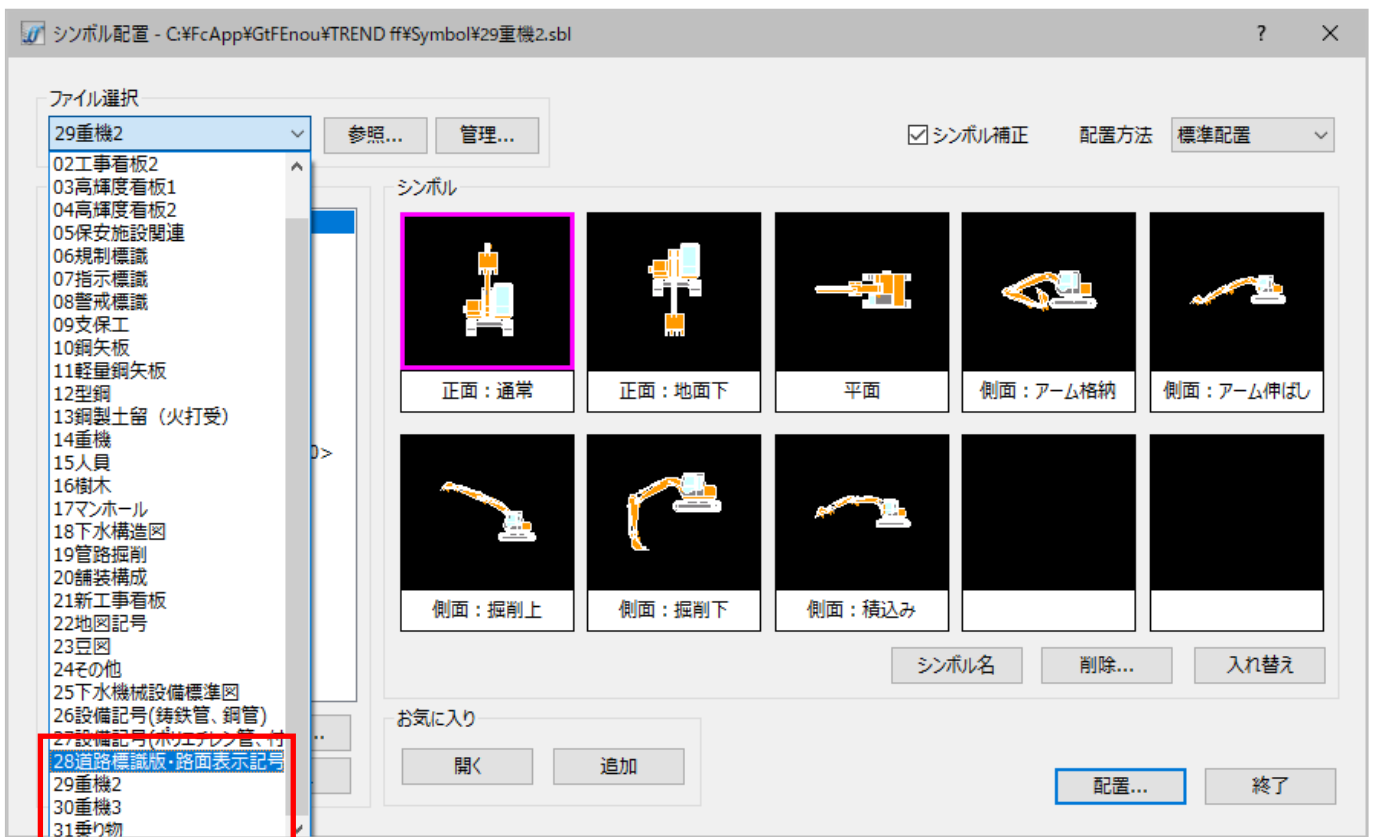 シンボル配置 - C:¥FcApp¥GtFEnou¥TREND ff¥Symbol¥29重機2.sbl ? ×
ファイル選択
29重機2 参照... 管理... シンボル補正 配置方法 標準配置
02工事看板2
03高輝度看板1
04高輝度看板2
05保安施設関連
06規制標識
07指示標識
08警戒標識
09支保工
10鋼矢板
11軽量鋼矢板
12型鋼
13鋼製土留（火打受）
14重機
15人員
16樹木
17マンホール
18下水構造図
19管路掘削
20舗装構成
21新工事看板
22地図記号
23豆図
24その他
25下水機械設備標準図
26設備記号(鋳鉄管、鋼管)
27設備記号(ポリエチレン管、付
28道路標識版・路面表示記号
29重機2
30重機3
31乗り物
0>
..
シンボル
正面：通常 正面：地面下 平面 側面：アーム格納 側面：アーム伸ばし
側面：掘削上 側面：掘削下 側面：積込み
シンボル名 削除... 入れ替え
お気に入り
開く 追加
配置... 終了